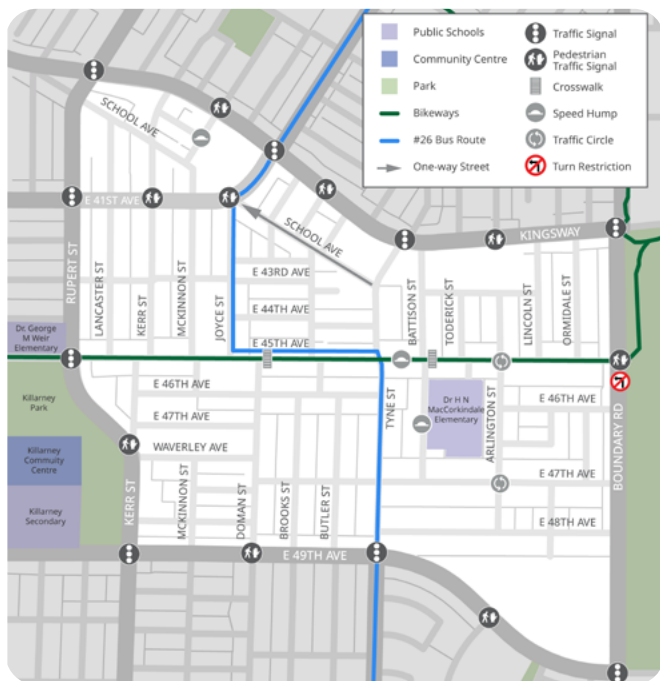 Public Schools
Community Centre
Park
Bikeways
#26 Bus Route
One-way Street
Traffic Signal
Pedestrian
Traffic Signal
Crosswalk
Speed Hump
Traffic Circle
Turn Restriction
SCHOOL AVE
E 41ST AVE
SCHOOL AVE
KINGSWAY
RUPERT ST
LANCASTER ST
KERR ST
MCKINNON ST
JOYCE ST
E 43RD AVE
E 44TH AVE
E 45TH AVE
BATTISON ST
TODERICK ST
LINCOLN ST
ORMIDALE ST
Dr. George
M Weir
Elementary
Killarney
Park
E 46TH AVE
E 47TH AVE
WAVERLEY AVE
TYNE ST
Dr H N
MacCorkindale
Elementary
ARLINGTON ST
E 46TH AVE
BOUNDARY RD
Killarney
Commuity
Centre
Killarney
Secondary
KERR ST
MCKINNON ST
DOMAN ST
BROOKS ST
BUTLER ST
E 47TH AVE
E 48TH AVE
E 49TH AVE